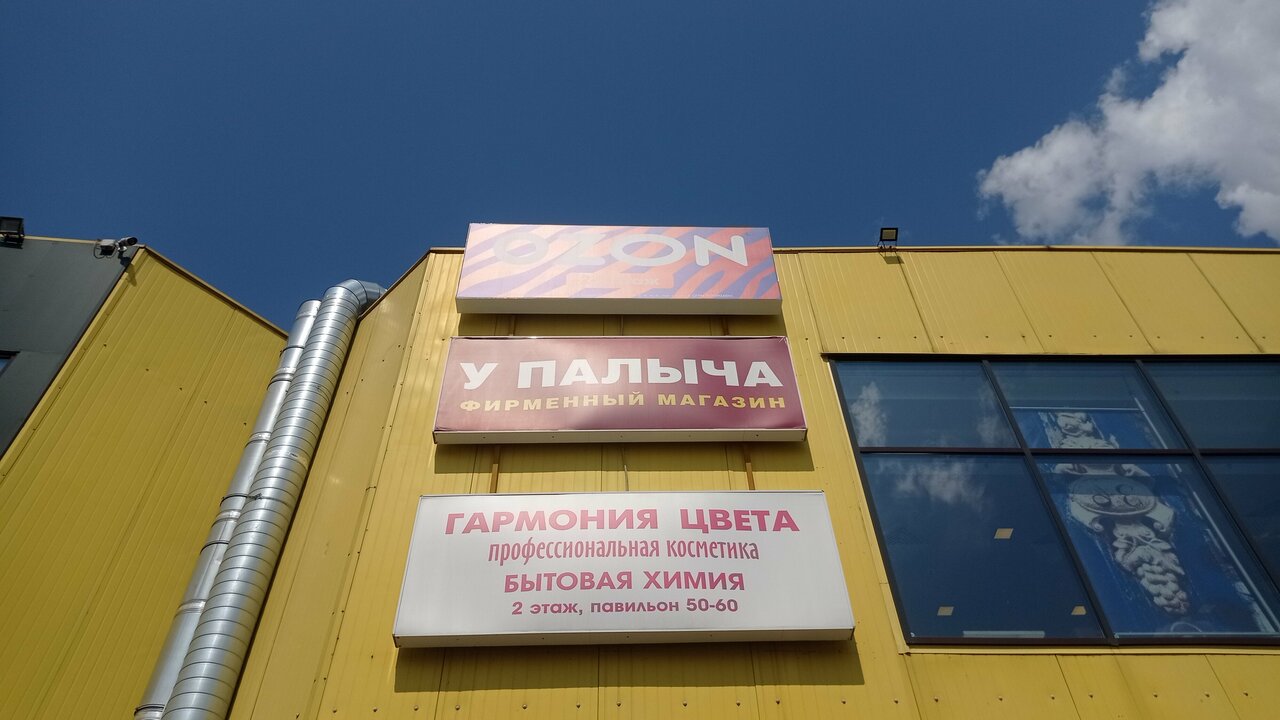 OZON
У ПАЛЫЧА
ФИРМЕННЫЙ МАГАЗИН
ГАРМОНИЯ ЦВЕТА
профессиональная косметика
БЫТОВАЯ ХИМИЯ
2 этаж, павильон 50-60